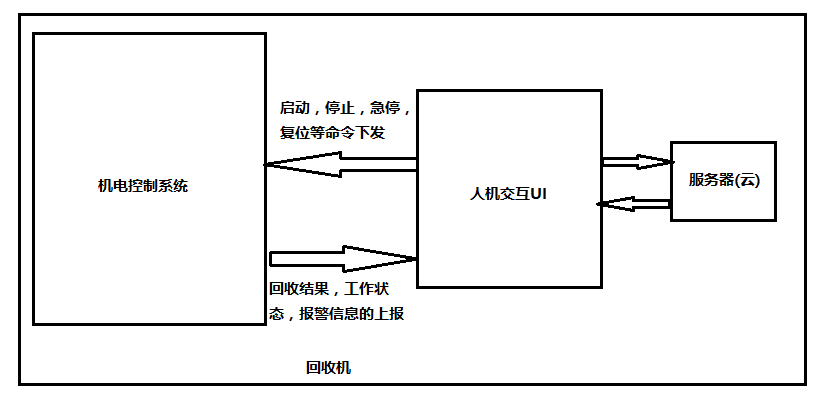 启动，停止，急停，
复位等命令下发
机电控制系统
人机交互UI
服务器(云)
回收结果，工作状
态，报警信息的上报
回收机